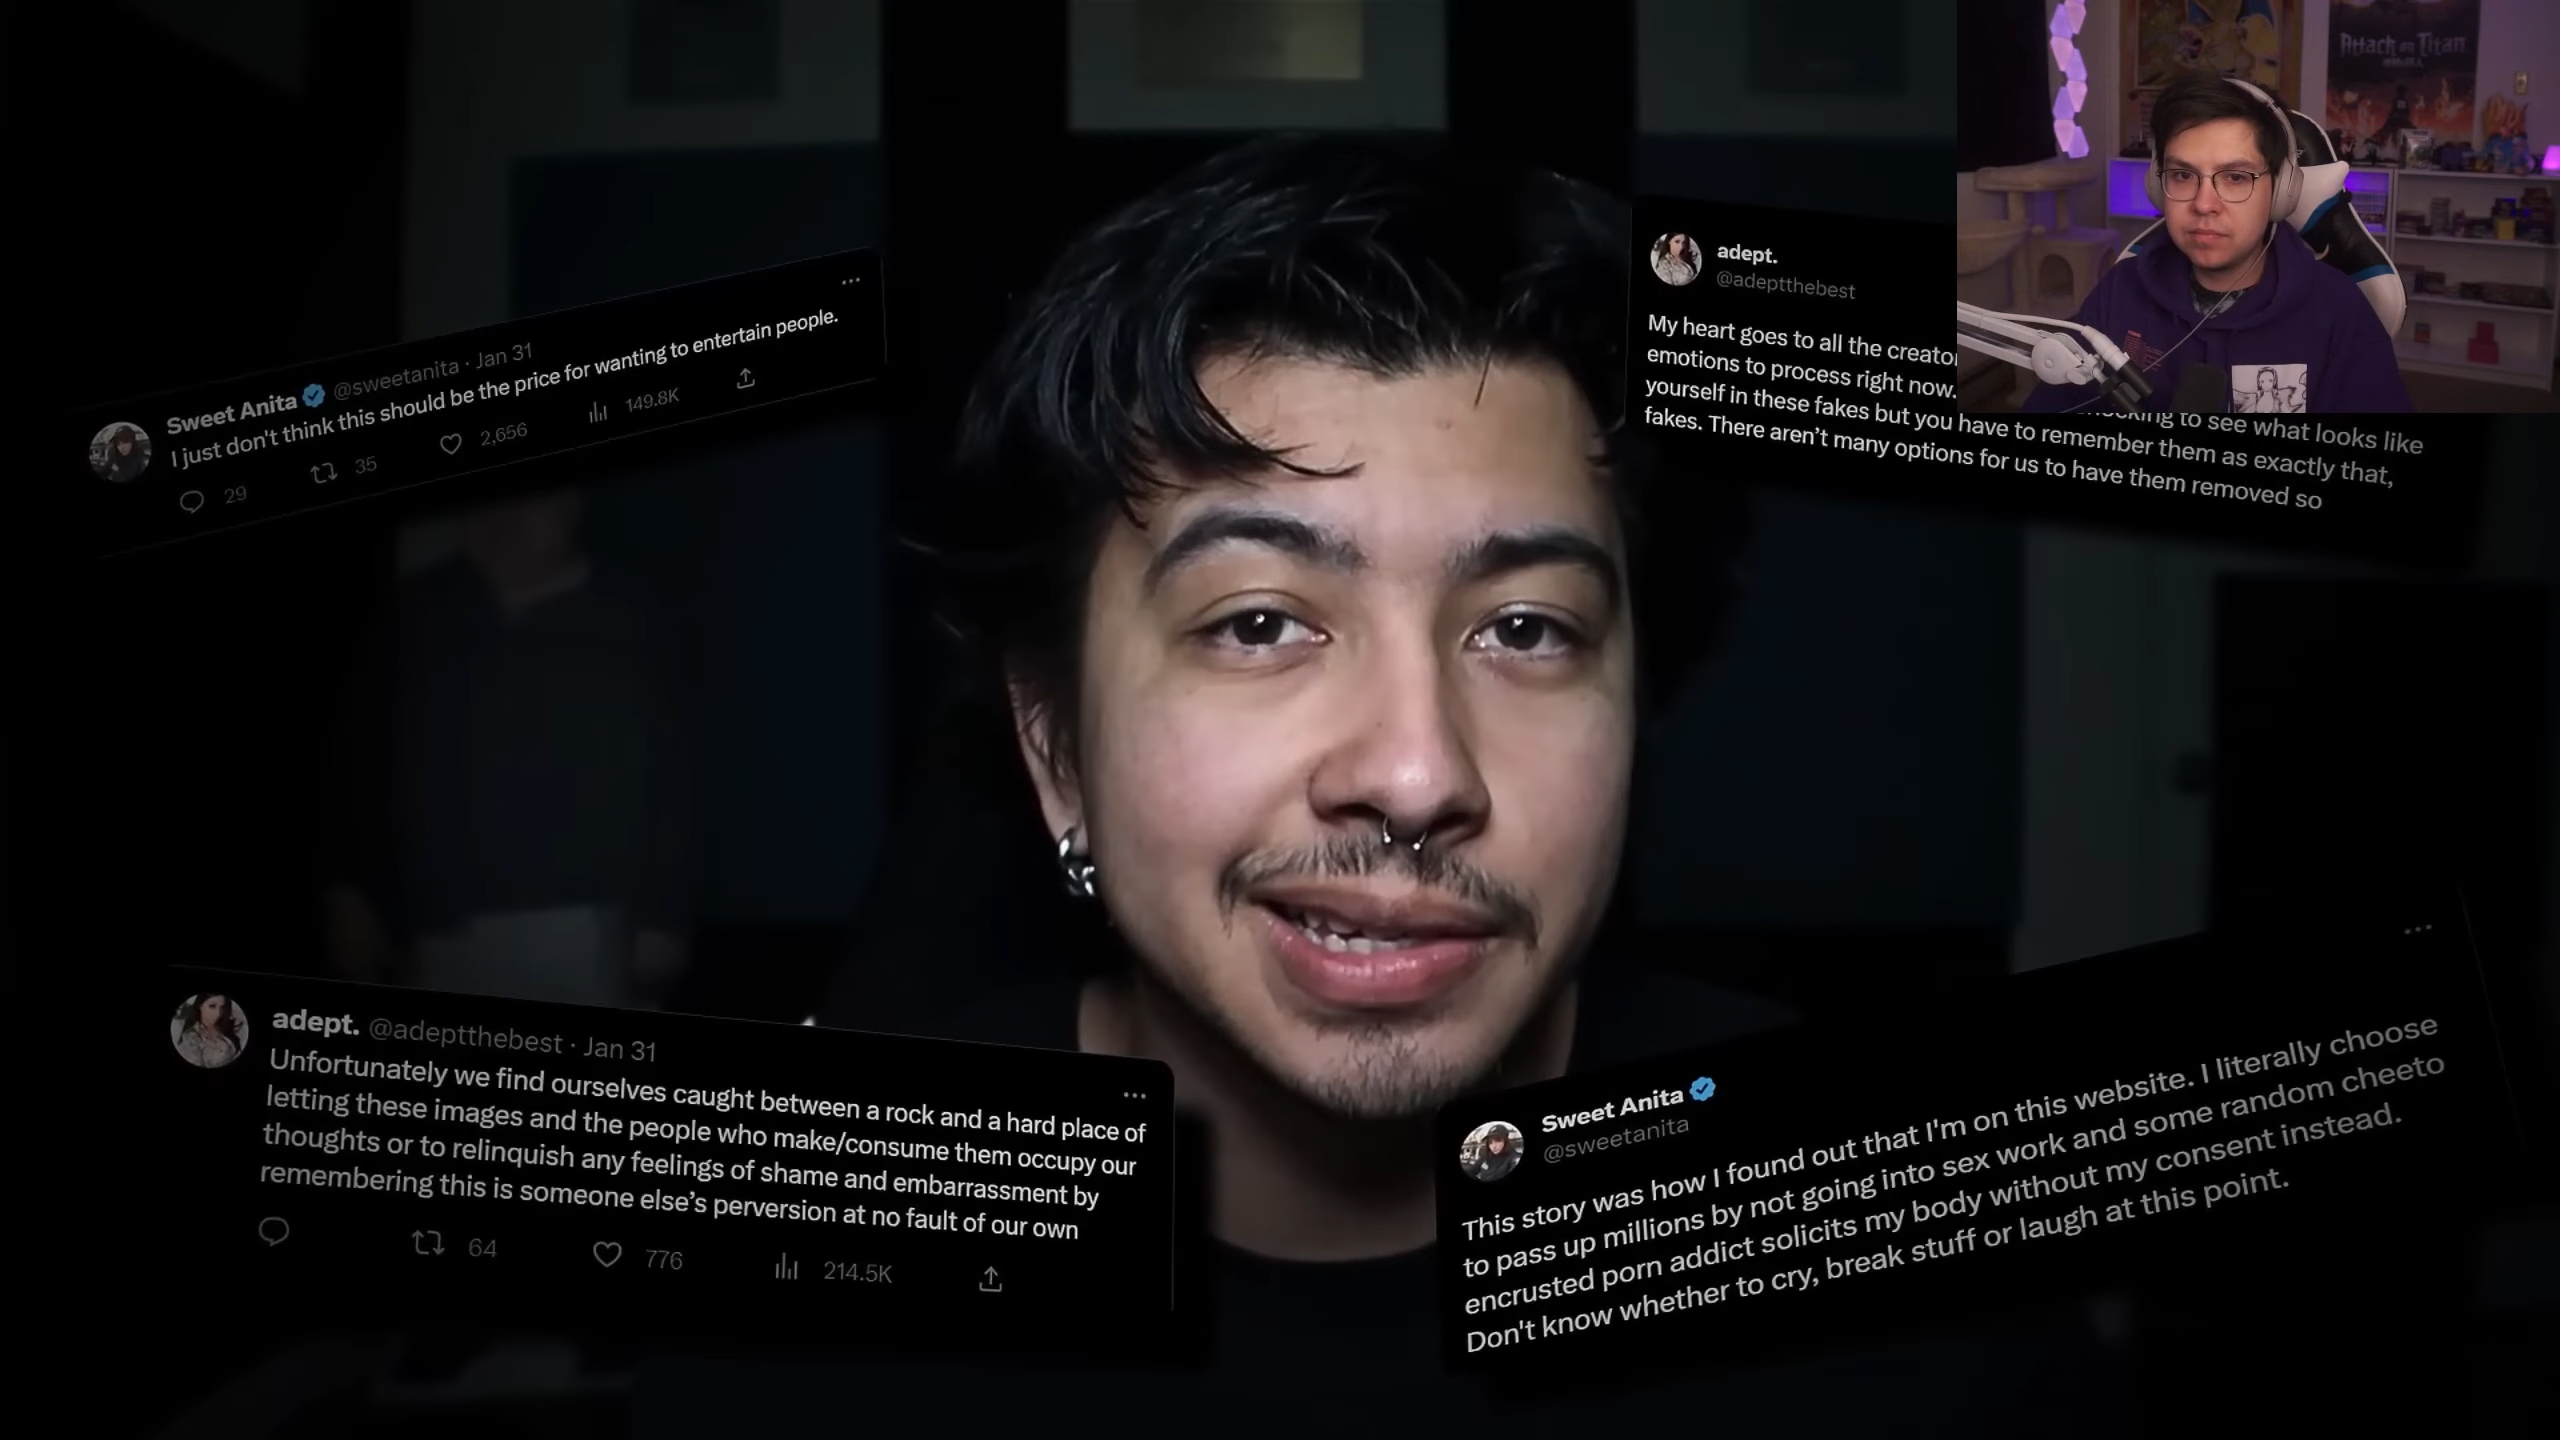 Attack on Titan
Sweet Anita @sweetanita · Jan 31
I just don't think this should be the price for wanting to entertain people.
29 35 2,656 149.8K
adept.
@adeptthebest
My heart goes to all the creato
emotions to process right now.
to see what looks like
yourself in these fakes but you have to remember them as exactly that,
fakes. There aren't many options for us to have them removed so
adept. @adeptthebest · Jan 31
Unfortunately we find ourselves caught between a rock and a hard place of
letting these images and the people who make/consume them occupy our
thoughts or to relinquish any feelings of shame and embarrassment by
remembering this is someone else's perversion at no fault of our own
64 776 214.5K
Sweet Anita
@sweetanita
This story was how I found out that I'm on this website. I literally choose
to pass up millions by not going into sex work and some random cheeto
encrusted porn addict solicits my body without my consent instead.
Don't know whether to cry, break stuff or laugh at this point.